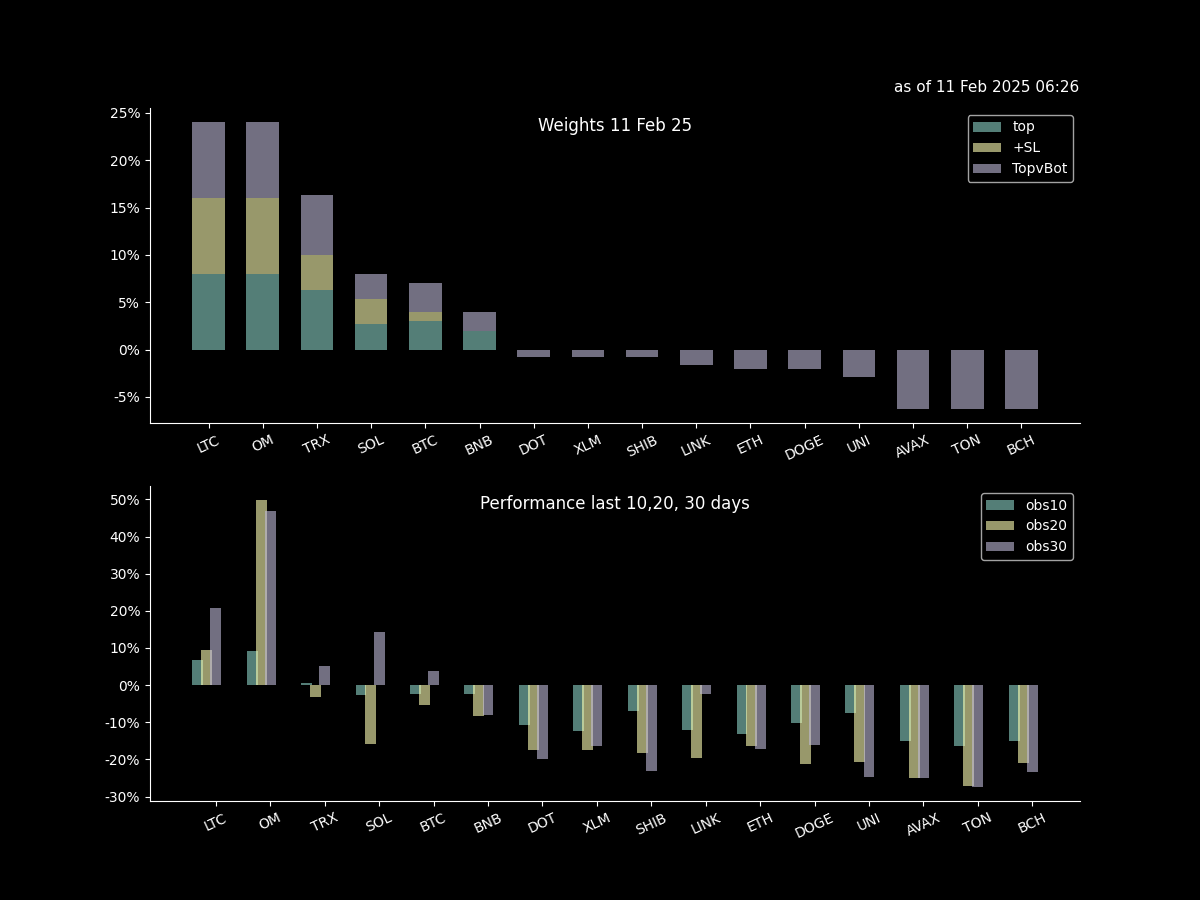 as of 11 Feb 2025 06:26
Weights 11 Feb 25
top
+SL
TopvBot
25%
20%
15%
10%
5%
0%
-5%
LTC OM TRX SOL BTC BNB DOT XLM SHIB LINK ETH DOGE UNI AVAX TON BCH
Performance last 10,20, 30 days
obs10
obs20
obs30
50%
40%
30%
20%
10%
0%
-10%
-20%
-30%
LTC OM TRX SOL BTC BNB DOT XLM SHIB LINK ETH DOGE UNI AVAX TON BCH